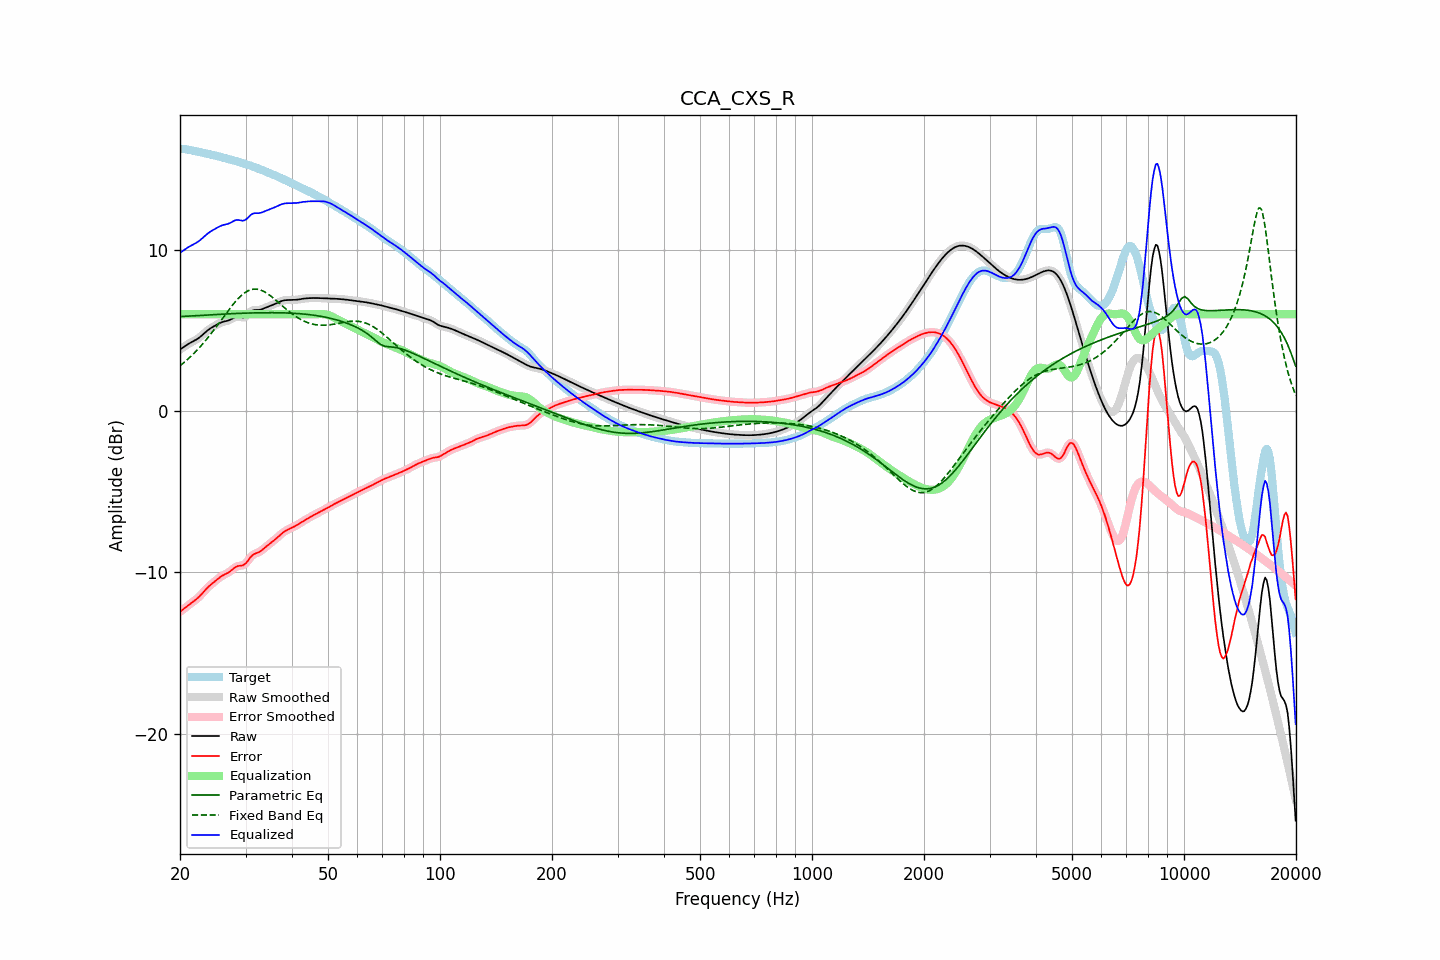 CCA_CXS_R
Amplitude (dBr)
10
0
−10
−20
Target
Raw Smoothed
Error Smoothed
Raw
Error
Equalization
Parametric Eq
Fixed Band Eq
Equalized
20 50 100 200 500 1000 2000 5000 10000 20000
Frequency (Hz)